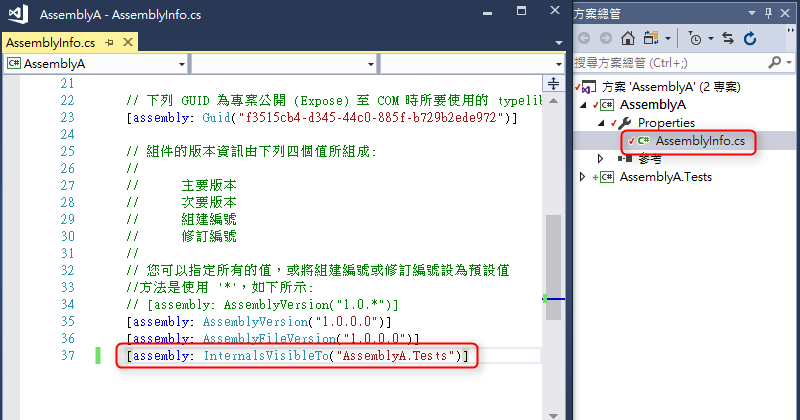 AssemblyA - AssemblyInfo.cs
AssemblyInfo.cs
AssemblyA
21
22 // 下列 GUID 為專案公開 (Expose) 至 COM 時所要使用的 typelib
23 [assembly: Guid("f3515cb4-d345-44c0-885f-b729b2ede972")]
24
25 // 組件的版本資訊由下列四個值所組成:
26 //
27 // 主要版本
28 // 次要版本
29 // 組建編號
30 // 修訂編號
31 //
32 // 您可以指定所有的值，或將組建編號或修訂編號設為預設值
33 //方法是使用 '*'，如下所示:
34 // [assembly: AssemblyVersion("1.0.*")]
35 [assembly: AssemblyVersion("1.0.0.0")]
36 [assembly: AssemblyFileVersion("1.0.0.0")]
37 [assembly: InternalsVisibleTo("AssemblyA.Tests")]
方案總管
搜尋方案總管 (Ctrl+;)
方案 'AssemblyA' (2 專案)
C# AssemblyA
Properties
C# AssemblyInfo.cs
參考
C# AssemblyA.Tests